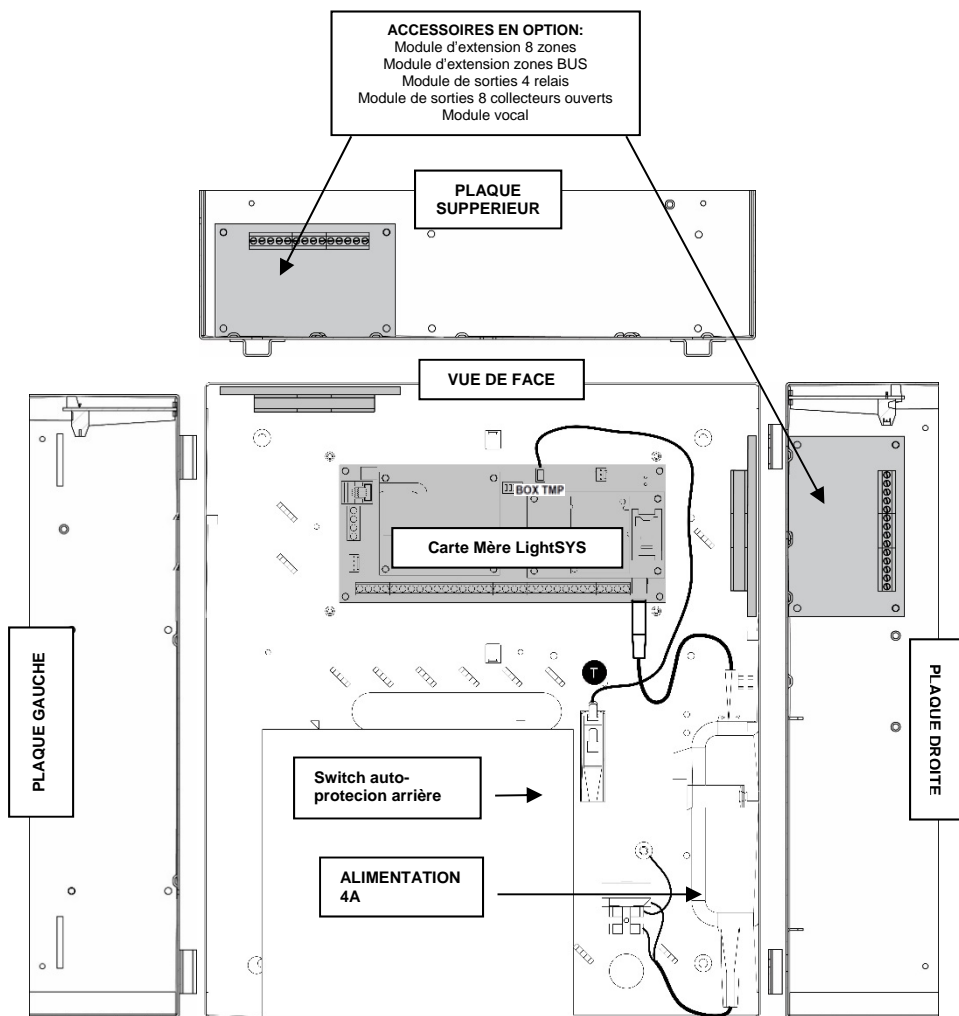 ACCESSOIRES EN OPTION:
Module d'extension 8 zones
Module d'extension zones BUS
Module de sorties 4 relais
Module de sorties 8 collecteurs ouverts
Module vocal
PLAQUE
SUPPERIEUR
VUE DE FACE
BOX TMP
Carte Mère LightSYS
PLAQUE GAUCHE
T
PLAQUE DROITE
Switch auto-
protecion arrière
ALIMENTATION
4A